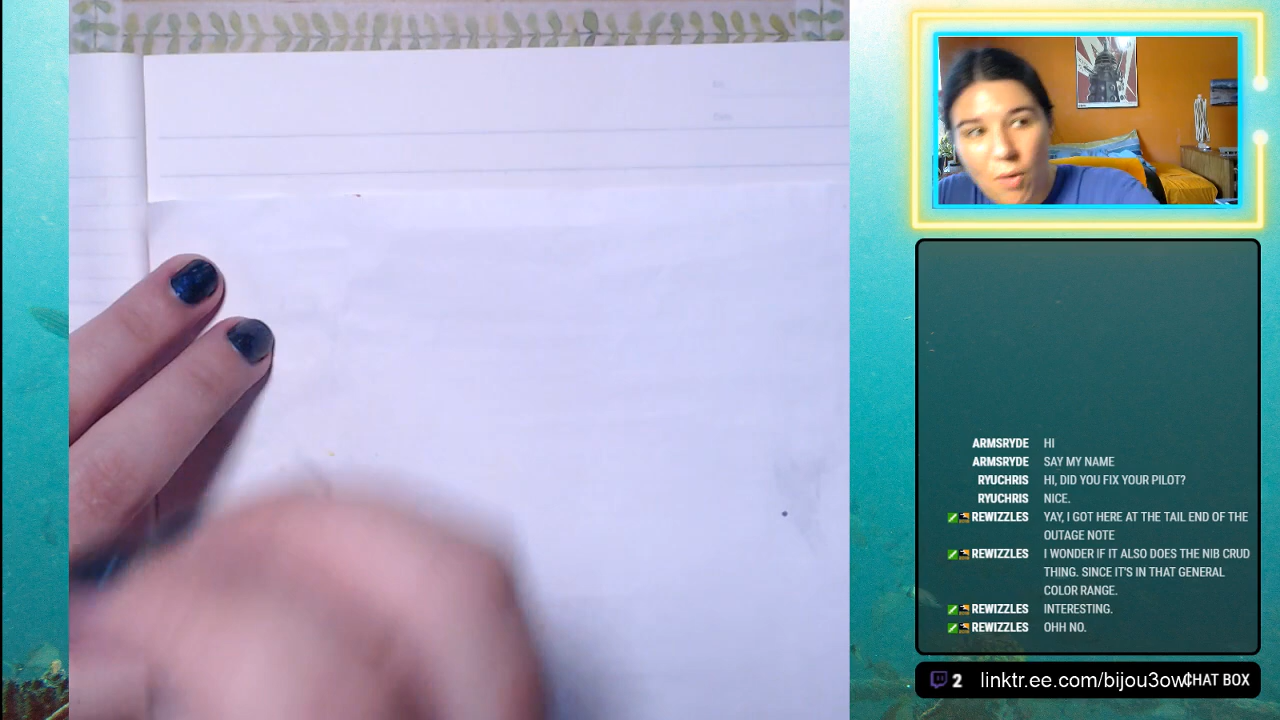 ARMSRYDE HI
ARMSRYDE SAY MY NAME
RYUCHRIS HI, DID YOU FIX YOUR PILOT?
RYUCHRIS NICE.
REWIZZLES YAY, I GOT HERE AT THE TAIL END OF THE
OUTAGE NOTE
REWIZZLES I WONDER IF IT ALSO DOES THE NIB CRUD
THING. SINCE IT'S IN THAT GENERAL
COLOR RANGE.
REWIZZLES INTERESTING.
REWIZZLES OHH NO.
2 linktr.ee.com/bijou3owl CHAT BOX